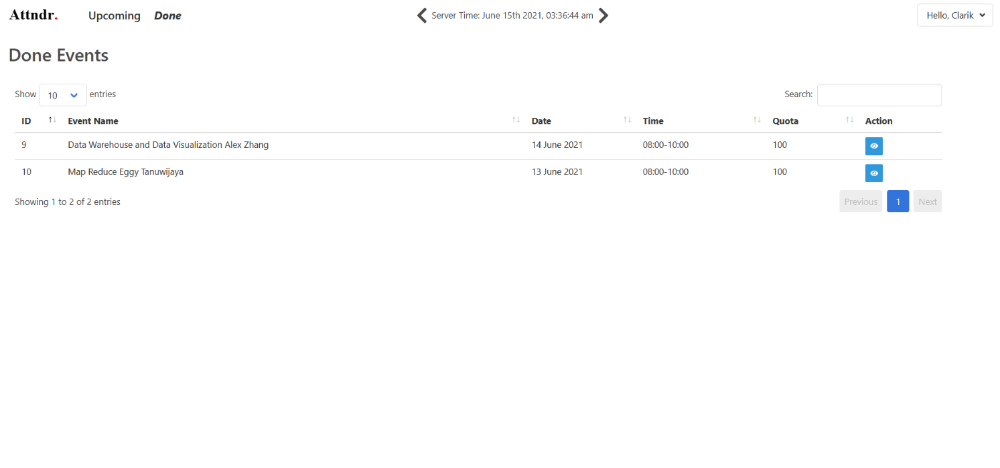 Attndr. Upcoming Done Server Time: June 15th 2021, 03:36:44 am Hello, Clarik
Done Events
Show 10 entries Search:
ID Event Name Date Time Quota Action
9 Data Warehouse and Data Visualization Alex Zhang 14 June 2021 08:00-10:00 100
10 Map Reduce Eggy Tanuwijaya 13 June 2021 08:00-10:00 100
Showing 1 to 2 of 2 entries Previous 1 Next